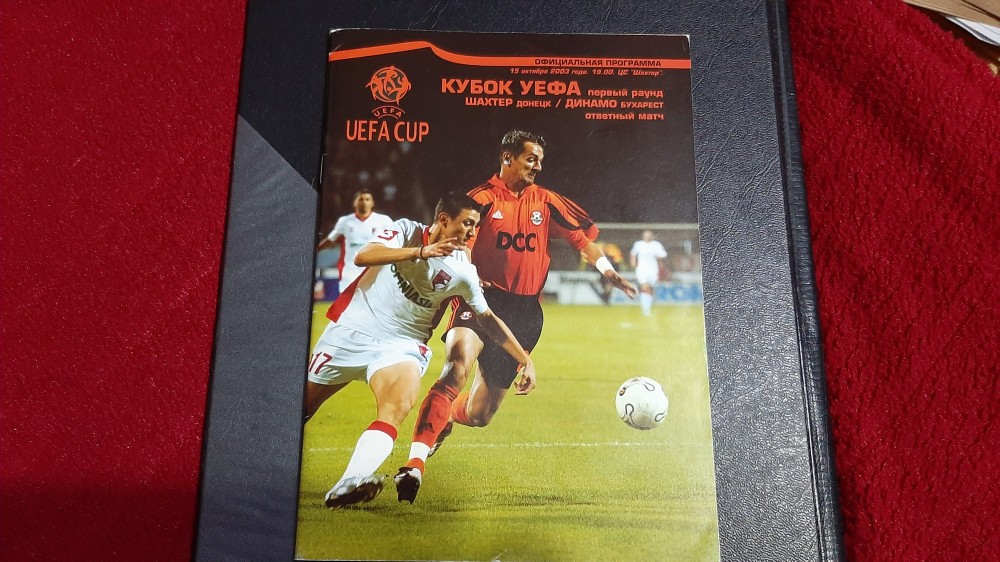 ОФИЦИАЛЬНАЯ ПРОГРАММА
15 октября 2003 года. 19.00. ЦС "Шахтер"
КУБОК УЕФА первый раунд
ШАХТЕР ДОНЕЦК / ДИНАМО БУХАРЕСТ
ответный матч
UEFA
UEFA CUP
3
DCC
17